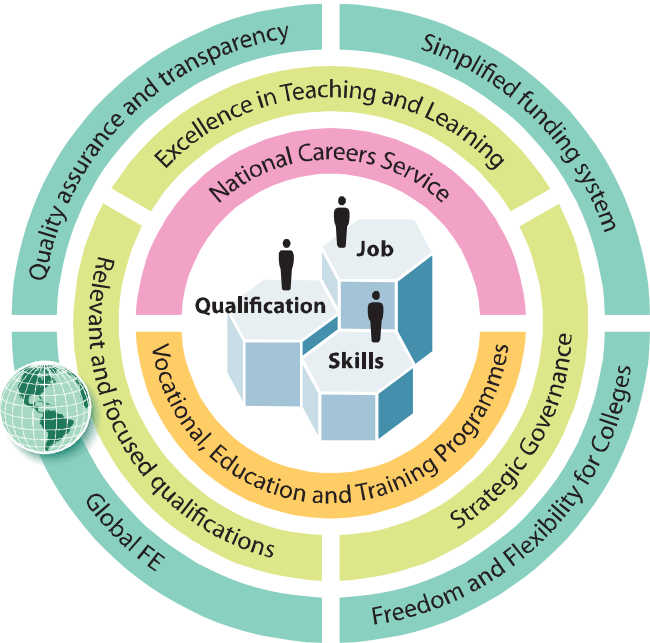 Quality assurance and transparency
Simplified funding system
Excellence in Teaching and Learning
National Careers Service
Job
Qualification
Skills
Relevant and focused qualifications
Vocational, Education and Training Programmes
Strategic Governance
Global FE
Freedom and Flexibility for Colleges